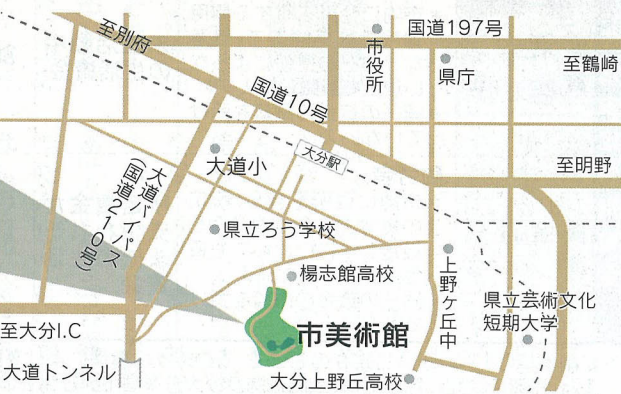 至別府
国道197号
市役所
県庁
至鶴崎
国道10号
大分駅
大道小
至明野
大道バイパス
(国道210号)
県立ろう学校
楊志館高校
上野ヶ丘中
県立芸術文化
短期大学
至大分I.C
市美術館
大道トンネル
大分上野丘高校